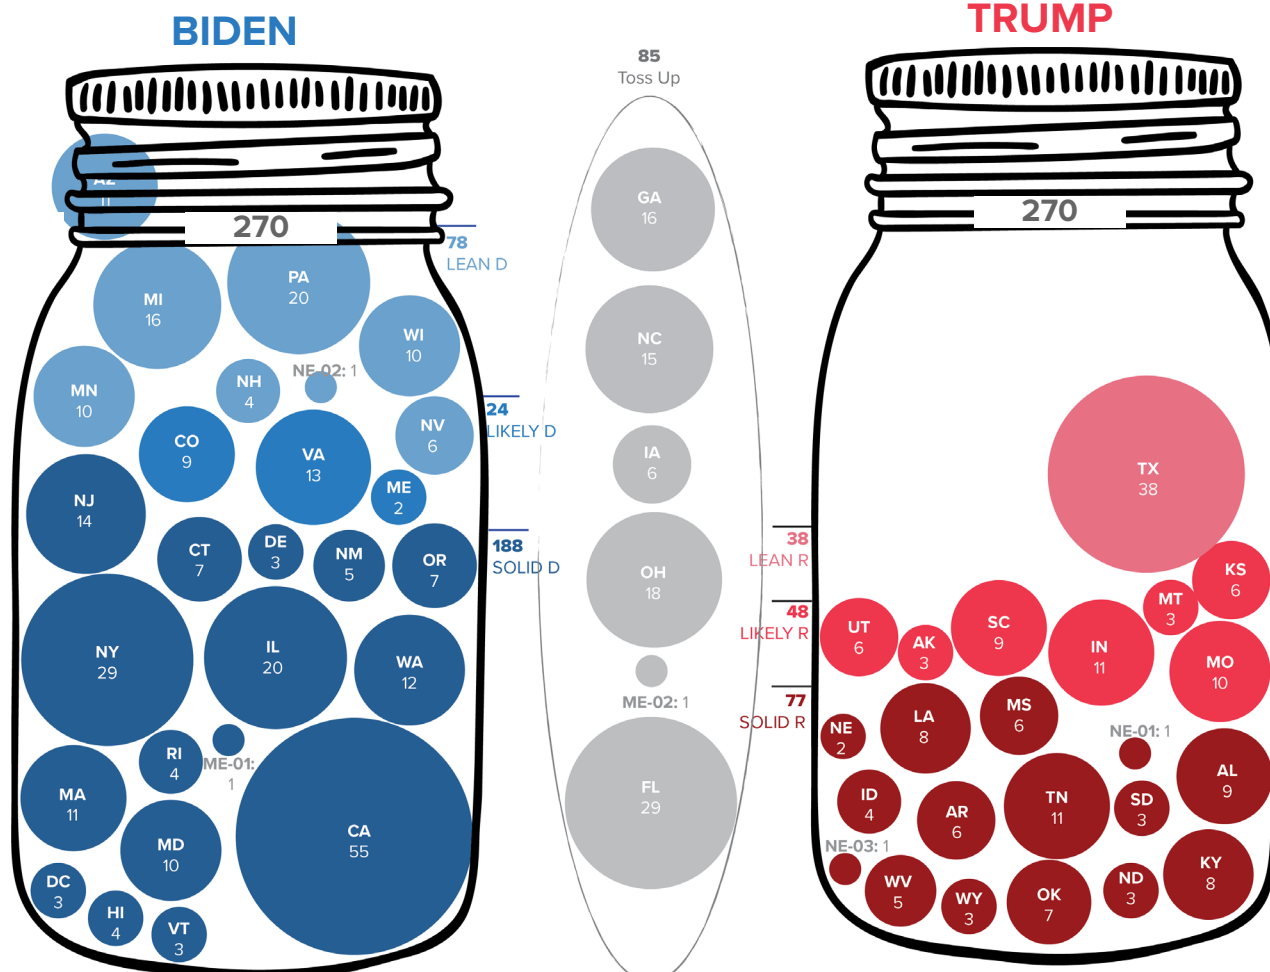 BIDEN
AZ
11
270
78
LEAN D
MI
16
PA
20
WI
10
MN
10
NH
4
NE-02: 1
NV
6
24
LIKELY D
CO
9
VA
13
ME
2
NJ
14
188
SOLID D
CT
7
DE
3
NM
5
OR
7
NY
29
IL
20
WA
12
RI
4
ME-01:
1
MA
11
MD
10
CA
55
DC
3
HI
4
VT
3
85
Toss Up
GA
16
NC
15
IA
6
OH
18
ME-02: 1
FL
29
TRUMP
270
TX
38
38
LEAN R
KS
6
MT
3
48
LIKELY R
UT
6
AK
3
SC
9
IN
11
MO
10
77
SOLID R
NE
2
LA
8
MS
6
NE-01: 1
AL
9
ID
4
AR
6
TN
11
SD
3
NE-03: 1
WV
5
WY
3
OK
7
ND
3
KY
8